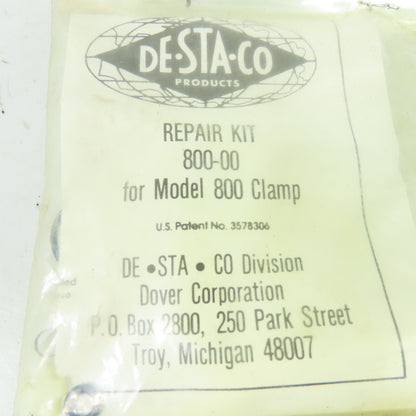 DE-STA-CO
PRODUCTS
REPAIR KIT
800-00
for Model 800 Clamp
U.S. Patent No. 3578306
DE • STA • CO Division
Dover Corporation
P.O. Box 2800, 250 Park Street
Troy, Michigan 48007